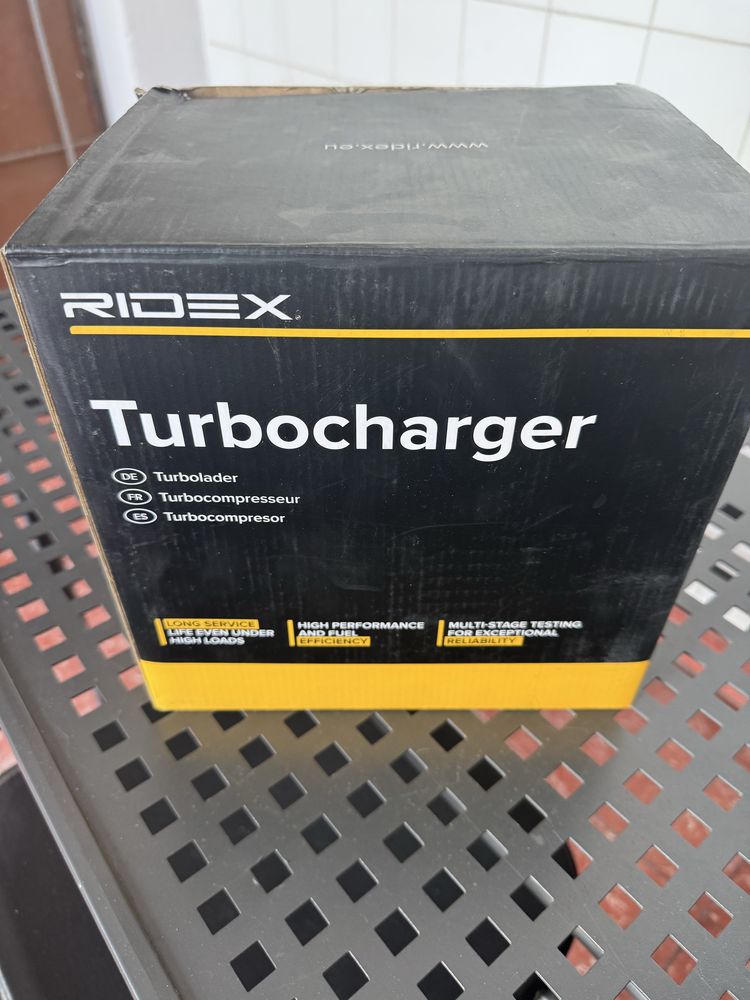 www.ridex.eu
RIDEX
Turbocharger
DE Turbolader
FR Turbocompresseur
ES Turbocompresor
LONG SERVICE
LIFE EVEN UNDER
HIGH LOADS
HIGH PERFORMANCE
AND FUEL
EFFICIENCY
MULTI-STAGE TESTING
FOR EXCEPTIONAL
RELIABILITY